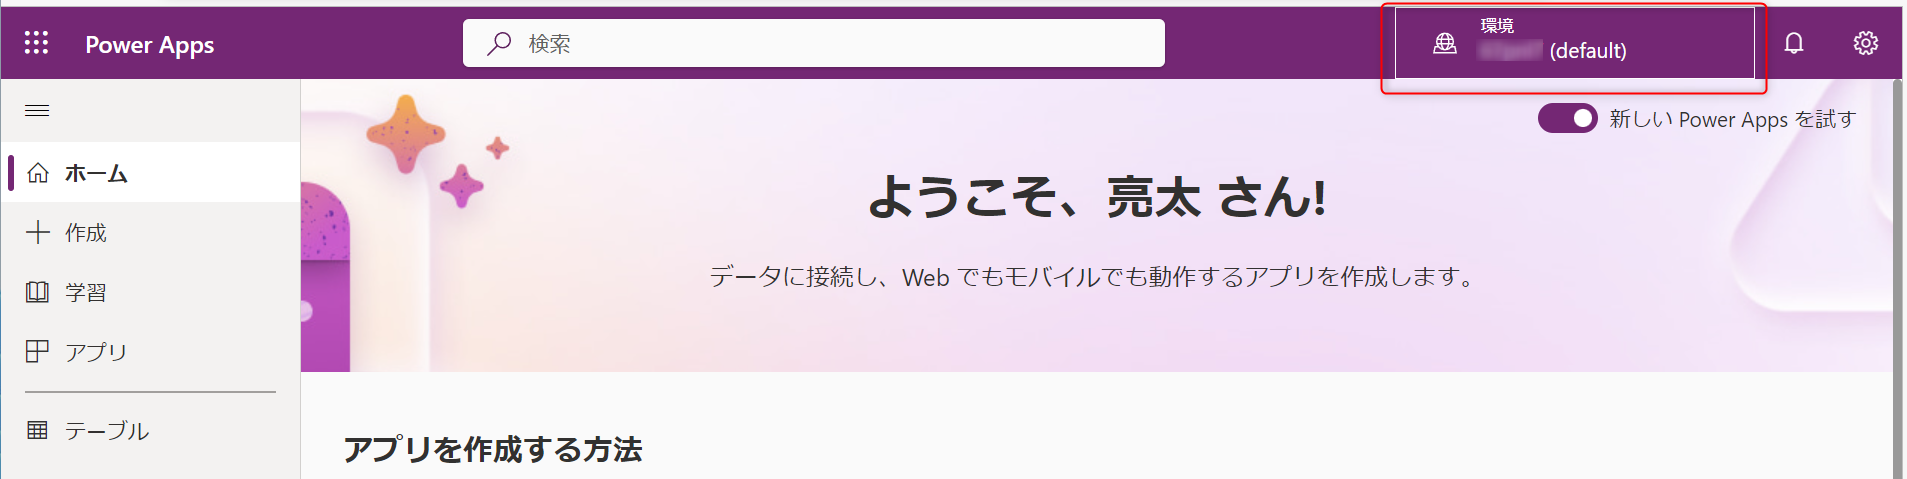 Power Apps
検索
環境
(default)
新しい Power Apps を試す
ホーム
作成
学習
アプリ
テーブル
ようこそ、亮太 さん!
データに接続し、Web でもモバイルでも動作するアプリを作成します。
アプリを作成する方法